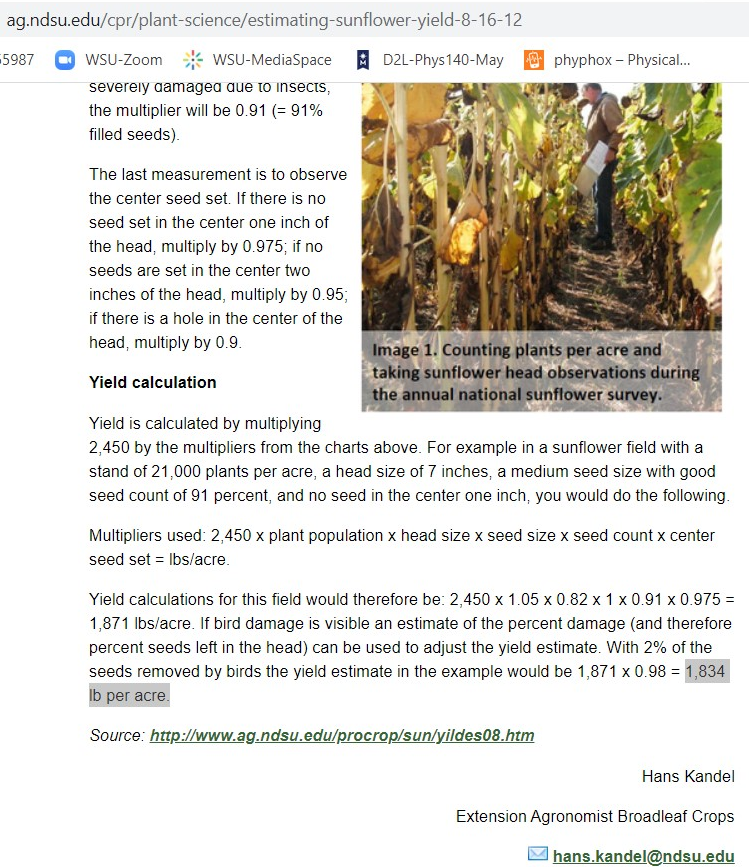 ag.ndsu.edu/cpr/plant-science/estimating-sunflower-yield-8-16-12
55987 WSU-Zoom WSU-MediaSpace D2L-Phys140-May phyphox – Physical...
severely damaged due to insects,
the multiplier will be 0.91 (= 91%
filled seeds).
The last measurement is to observe
the center seed set. If there is no
seed set in the center one inch of
the head, multiply by 0.975; if no
seeds are set in the center two
inches of the head, multiply by 0.95;
if there is a hole in the center of the
head, multiply by 0.9.
Image 1. Counting plants per acre and
taking sunflower head observations during
the annual national sunflower survey.
Yield calculation
Yield is calculated by multiplying
2,450 by the multipliers from the charts above. For example in a sunflower field with a
stand of 21,000 plants per acre, a head size of 7 inches, a medium seed size with good
seed count of 91 percent, and no seed in the center one inch, you would do the following.
Multipliers used: 2,450 x plant population x head size x seed size x seed count x center
seed set = lbs/acre.
Yield calculations for this field would therefore be: 2,450 x 1.05 x 0.82 x 1 x 0.91 x 0.975 =
1,871 lbs/acre. If bird damage is visible an estimate of the percent damage (and therefore
percent seeds left in the head) can be used to adjust the yield estimate. With 2% of the
seeds removed by birds the yield estimate in the example would be 1,871 x 0.98 = 1,834
lb per acre.
Source: http://www.ag.ndsu.edu/procrop/sun/yildes08.htm
Hans Kandel
Extension Agronomist Broadleaf Crops
hans.kandel@ndsu.edu